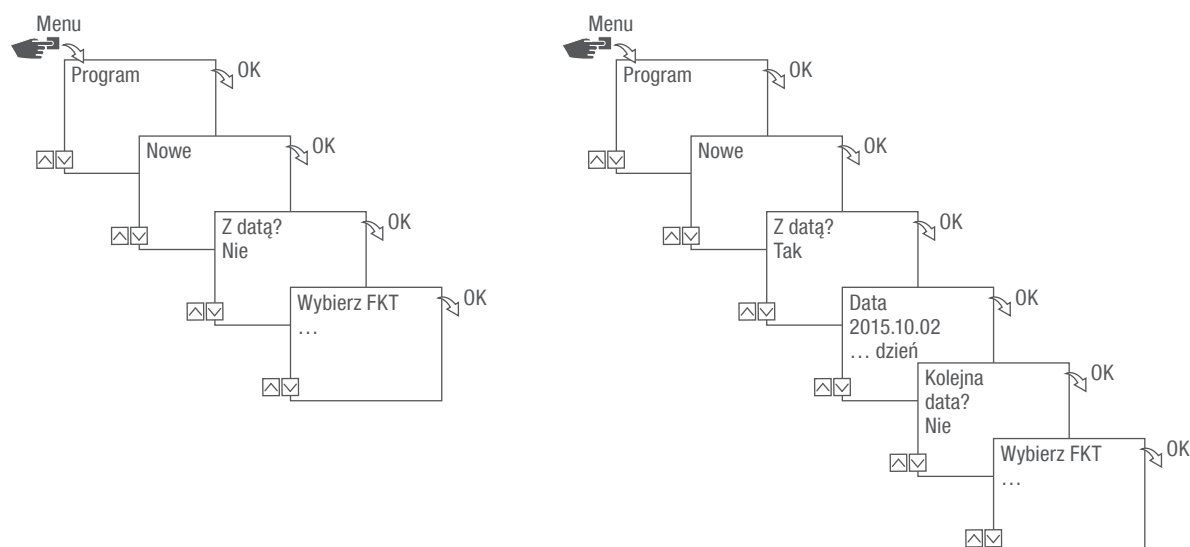 Menu
Program
OK
Nowe
OK
Z datą?
Nie
OK
Wybierz FKT
...
OK
Menu
Program
OK
Nowe
OK
Z datą?
Tak
OK
Data
2015.10.02
... dzień
OK
Kolejna
data?
Nie
OK
Wybierz FKT
...
OK